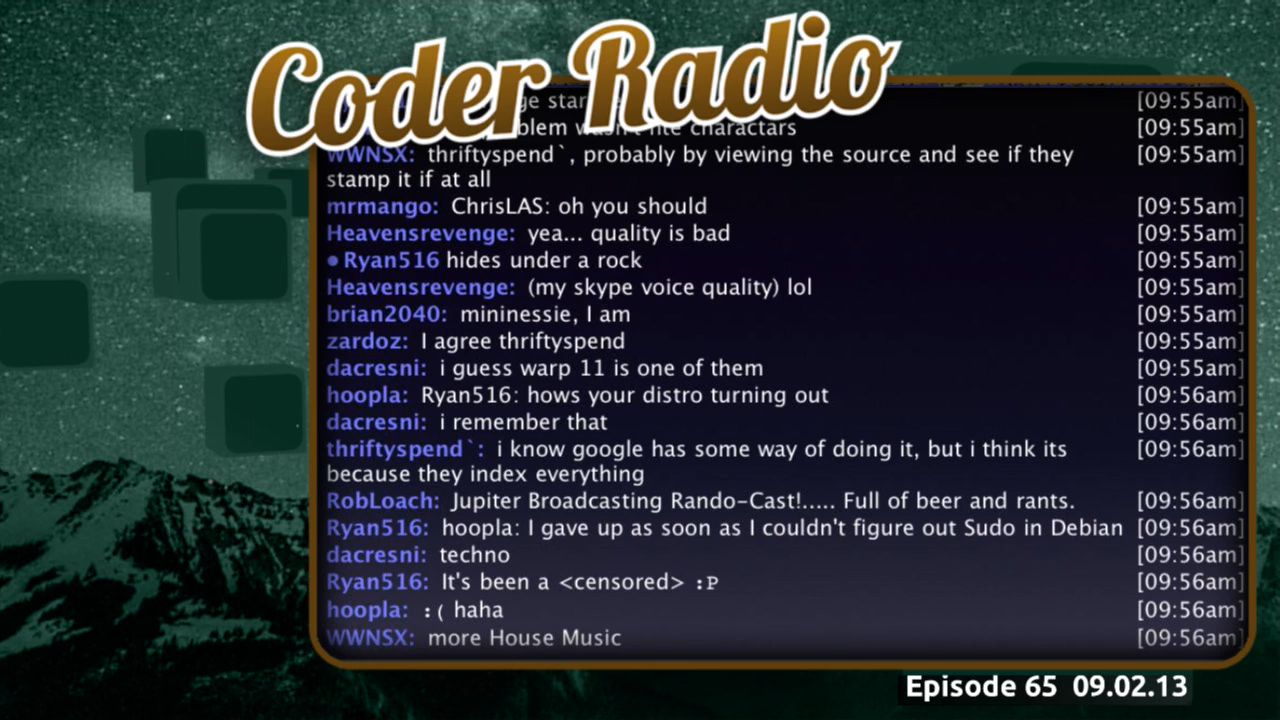 Coder Radio
ge star [09:55am]
blem wasn't charactars [09:55am]
WWNSX: thriftyspend`, probably by viewing the source and see if they [09:55am]
stamp it if at all
mrmango: ChrisLAS: oh you should [09:55am]
Heavensrevenge: yea... quality is bad [09:55am]
•Ryan516 hides under a rock [09:55am]
Heavensrevenge: (my skype voice quality) lol [09:55am]
brian2040: mininessie, I am [09:55am]
zardoz: I agree thriftyspend [09:55am]
dacresni: i guess warp 11 is one of them [09:55am]
hoopla: Ryan516: hows your distro turning out [09:56am]
dacresni: i remember that [09:56am]
thriftyspend`: i know google has some way of doing it, but i think its [09:56am]
because they index everything
RobLoach: Jupiter Broadcasting Rando-Cast!..... Full of beer and rants. [09:56am]
Ryan516: hoopla: I gave up as soon as I couldn't figure out Sudo in Debian [09:56am]
dacresni: techno [09:56am]
Ryan516: It's been a <censored> :P [09:56am]
hoopla: :( haha [09:56am]
WWNSX: more House Music [09:56am]
Episode 65 09.02.13